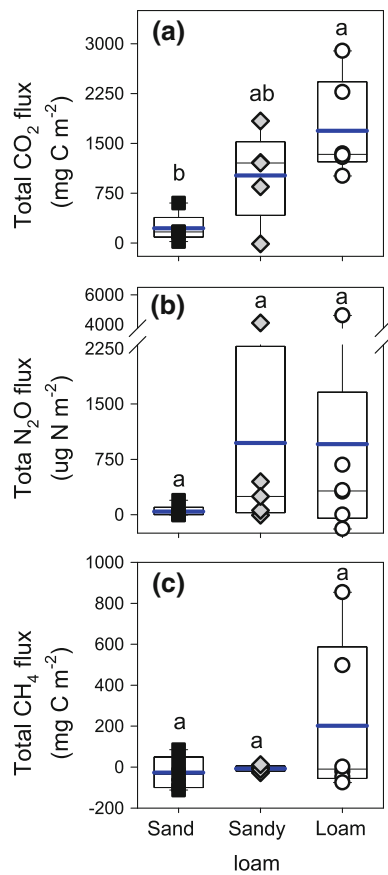 (a)
Total CO₂ flux
(mg C m⁻²)
3000
2250
1500
750
0
b
ab
a
(b)
Tota N₂O flux
(ug N m⁻²)
6000
4000
2250
1500
750
0
a
a
a
(c)
Total CH₄ flux
(mg C m⁻²)
1000
800
600
400
200
0
-200
a
a
a
Sand
Sandy
loam
Loam